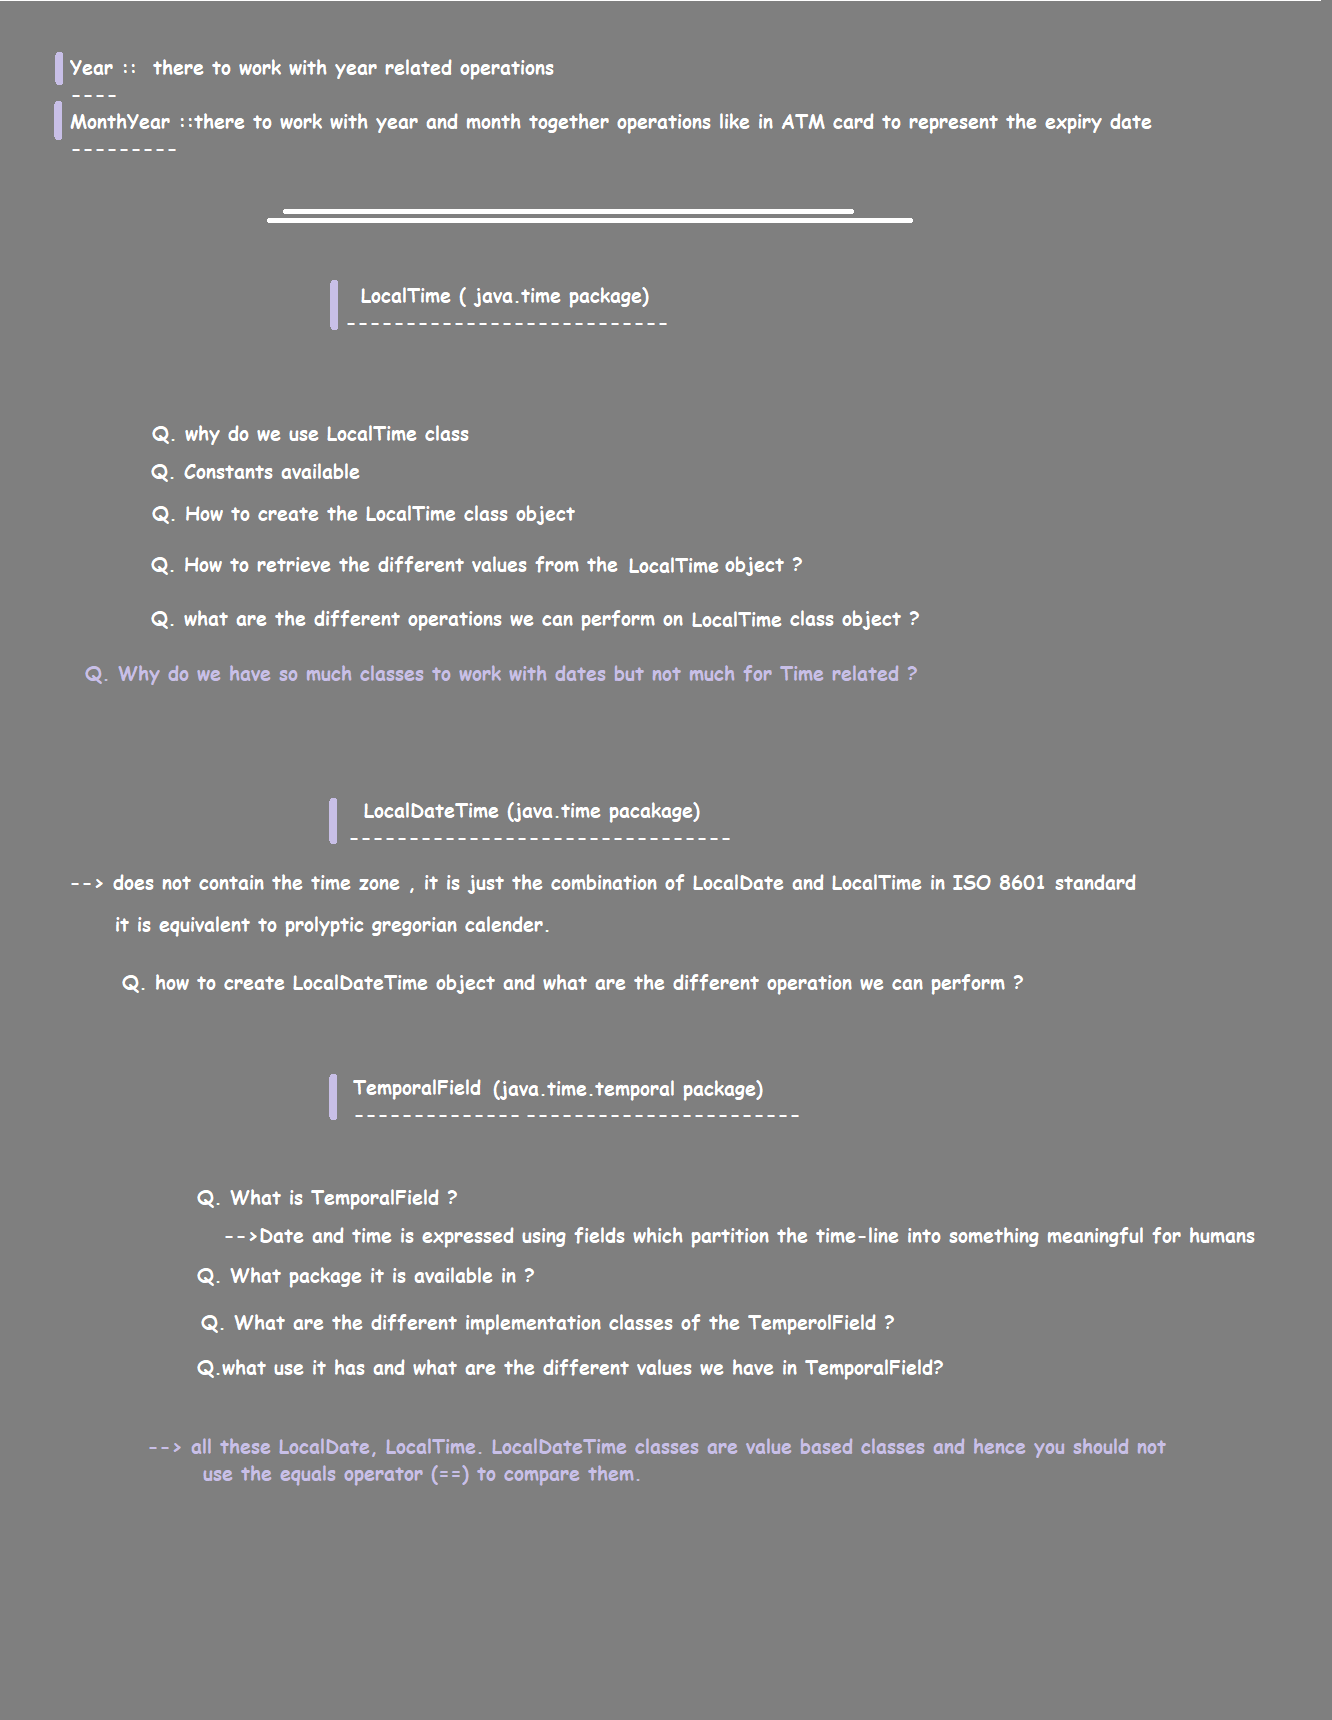 Year :: there to work with year related operations
----
MonthYear ::there to work with year and month together operations like in ATM card to represent the expiry date
---------
LocalTime ( java.time package)
---------------------------
Q. why do we use LocalTime class
Q. Constants available
Q. How to create the LocalTime class object
Q. How to retrieve the different values from the LocalTime object ?
Q. what are the different operations we can perform on LocalTime class object ?
Q. Why do we have so much classes to work with dates but not much for Time related ?
LocalDateTime (java.time pacakage)
--------------------------------
--> does not contain the time zone , it is just the combination of LocalDate and LocalTime in ISO 8601 standard
it is equivalent to prolyptic gregorian calender.
Q. how to create LocalDateTime object and what are the different operation we can perform ?
TemporalField (java.time.temporal package)
-------------- -----------------------
Q. What is TemporalField ?
-->Date and time is expressed using fields which partition the time-line into something meaningful for humans
Q. What package it is available in ?
Q. What are the different implementation classes of the TemperolField ?
Q.what use it has and what are the different values we have in TemporalField?
--> all these LocalDate, LocalTime. LocalDateTime classes are value based classes and hence you should not
use the equals operator (==) to compare them.